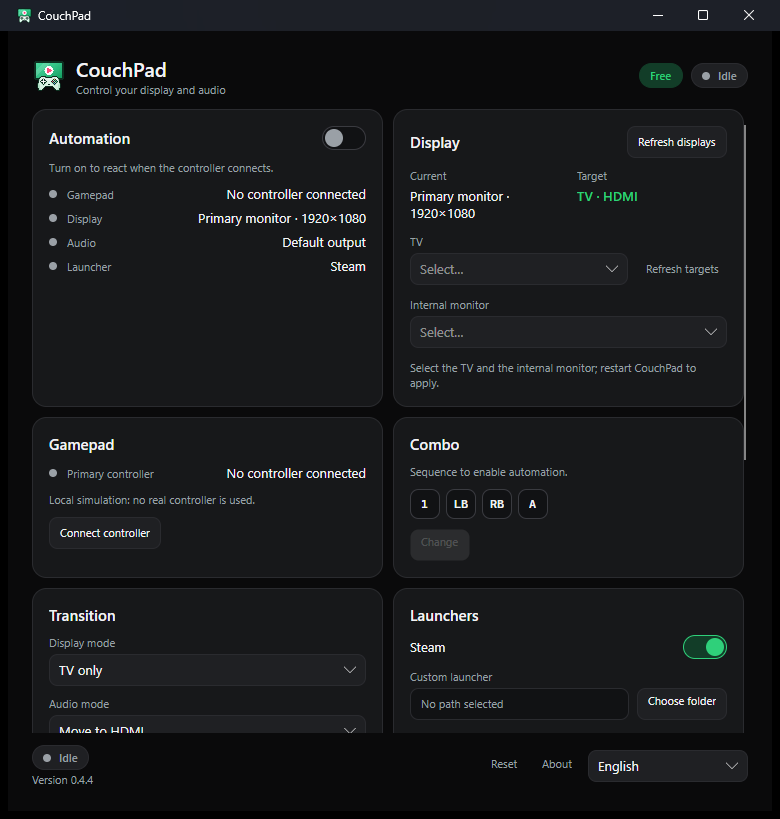 CouchPad
CouchPad
Control your display and audio
Free
Idle
Automation
Turn on to react when the controller connects.
Gamepad
No controller connected
Display
Primary monitor · 1920×1080
Audio
Default output
Launcher
Steam
Display
Refresh displays
Current
Target
Primary monitor ·
1920×1080
TV · HDMI
TV
Select...
Refresh targets
Internal monitor
Select...
Select the TV and the internal monitor; restart CouchPad to
apply.
Gamepad
Primary controller
No controller connected
Local simulation: no real controller is used.
Connect controller
Combo
Sequence to enable automation.
1
LB
RB
A
Change
Transition
Display mode
TV only
Audio mode
Move to HDMI
Launchers
Steam
Custom launcher
No path selected
Choose folder
Idle
Version 0.4.4
Reset
About
English